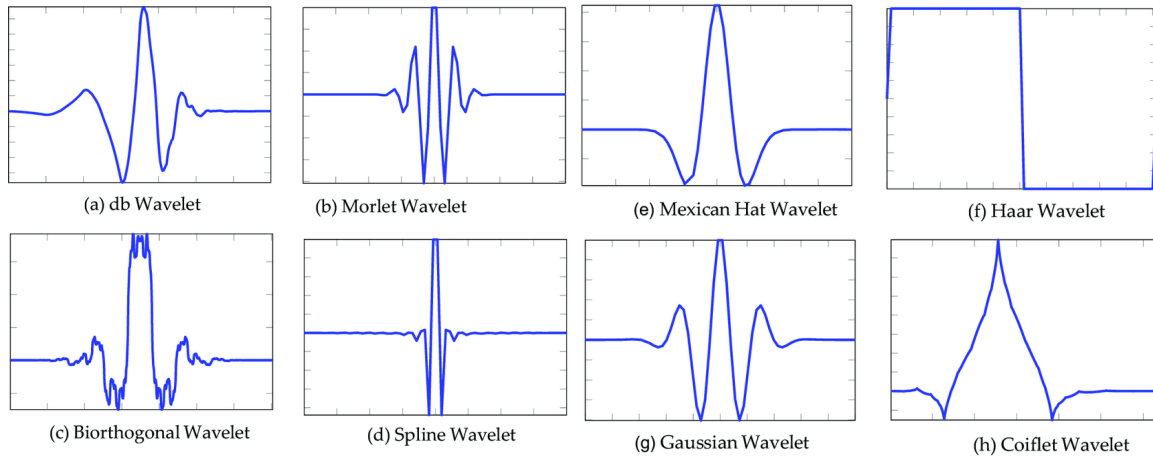 (a) db Wavelet
(b) Morlet Wavelet
(e) Mexican Hat Wavelet
(f) Haar Wavelet
(c) Biorthogonal Wavelet
(d) Spline Wavelet
(g) Gaussian Wavelet
(h) Coiflet Wavelet